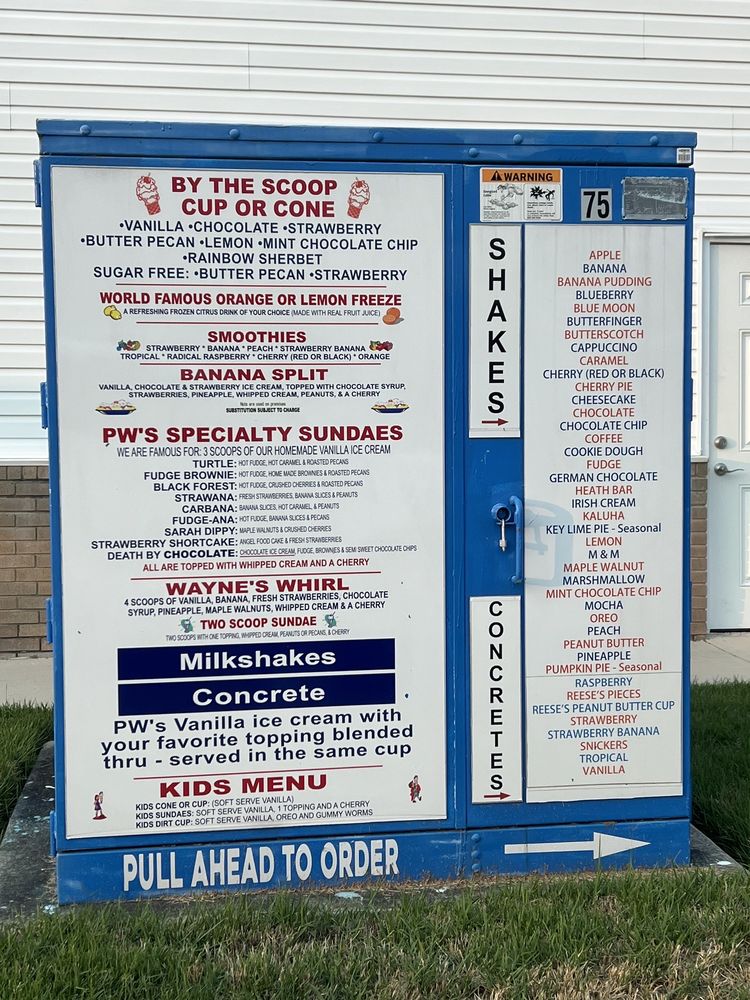 BY THE SCOOP
CUP OR CONE
•VANILLA •CHOCOLATE •STRAWBERRY
•BUTTER PECAN •LEMON •MINT CHOCOLATE CHIP
•RAINBOW SHERBET
SUGAR FREE: •BUTTER PECAN •STRAWBERRY
WORLD FAMOUS ORANGE OR LEMON FREEZE
A REFRESHING FROZEN CITRUS DRINK OF YOUR CHOICE (MADE WITH REAL FRUIT JUICE)
SMOOTHIES
STRAWBERRY * BANANA * PEACH * STRAWBERRY BANANA
TROPICAL * RADICAL RASPBERRY * CHERRY (RED OR BLACK) * ORANGE
BANANA SPLIT
VANILLA, CHOCOLATE & STRAWBERRY ICE CREAM, TOPPED WITH CHOCOLATE SYRUP,
STRAWBERRIES, PINEAPPLE, WHIPPED CREAM, PEANUTS, & A CHERRY
Nuts are used on premises
SUBSTITUTION SUBJECT TO CHARGE
PW'S SPECIALTY SUNDAES
WE ARE FAMOUS FOR: 3 SCOOPS OF OUR HOMEMADE VANILLA ICE CREAM
TURTLE: HOT FUDGE, HOT CARAMEL & ROASTED PECANS
FUDGE BROWNIE: HOT FUDGE, HOME MADE BROWNIES & ROASTED PECANS
BLACK FOREST: HOT FUDGE, CRUSHED CHERRIES & ROASTED PECANS
STRAWANA: FRESH STRAWBERRIES, BANANA SLICES & PEANUTS
CARBANA: BANANA SLICES, HOT CARAMEL, & PEANUTS
FUDGE-ANA: HOT FUDGE, BANANA SLICES & PECANS
SARAH DIPPY: MAPLE WALNUTS & CRUSHED CHERRIES
STRAWBERRY SHORTCAKE: ANGEL FOOD CAKE & FRESH STRAWBERRIES
DEATH BY CHOCOLATE: CHOCOLATE ICE CREAM, FUDGE, BROWNIES & SEMI SWEET CHOCOLATE CHIPS
ALL ARE TOPPED WITH WHIPPED CREAM AND A CHERRY
WAYNE'S WHIRL
4 SCOOPS OF VANILLA, BANANA, FRESH STRAWBERRIES, CHOCOLATE
SYRUP, PINEAPPLE, MAPLE WALNUTS, WHIPPED CREAM & A CHERRY
TWO SCOOP SUNDAE
TWO SCOOPS WITH ONE TOPPING, WHIPPED CREAM, PEANUTS OR PECANS, & CHERRY
Milkshakes
Concrete
PW's Vanilla ice cream with
your favorite topping blended
thru - served in the same cup
KIDS MENU
KIDS CONE OR CUP: (SOFT SERVE VANILLA)
KIDS SUNDAES: SOFT SERVE VANILLA, 1 TOPPING AND A CHERRY
KIDS DIRT CUP: SOFT SERVE VANILLA, OREO AND GUMMY WORMS
PULL AHEAD TO ORDER
WARNING
75
SHAKES
CONCRETES
APPLE
BANANA
BANANA PUDDING
BLUEBERRY
BLUE MOON
BUTTERFINGER
BUTTERSCOTCH
CAPPUCCINO
CARAMEL
CHERRY (RED OR BLACK)
CHERRY PIE
CHEESECAKE
CHOCOLATE
CHOCOLATE CHIP
COFFEE
COOKIE DOUGH
FUDGE
GERMAN CHOCOLATE
HEATH BAR
IRISH CREAM
KALUHA
KEY LIME PIE - Seasonal
LEMON
M & M
MAPLE WALNUT
MARSHMALLOW
MINT CHOCOLATE CHIP
MOCHA
OREO
PEACH
PEANUT BUTTER
PINEAPPLE
PUMPKIN PIE - Seasonal
RASPBERRY
REESE'S PIECES
REESE'S PEANUT BUTTER CUP
STRAWBERRY
STRAWBERRY BANANA
SNICKERS
TROPICAL
VANILLA